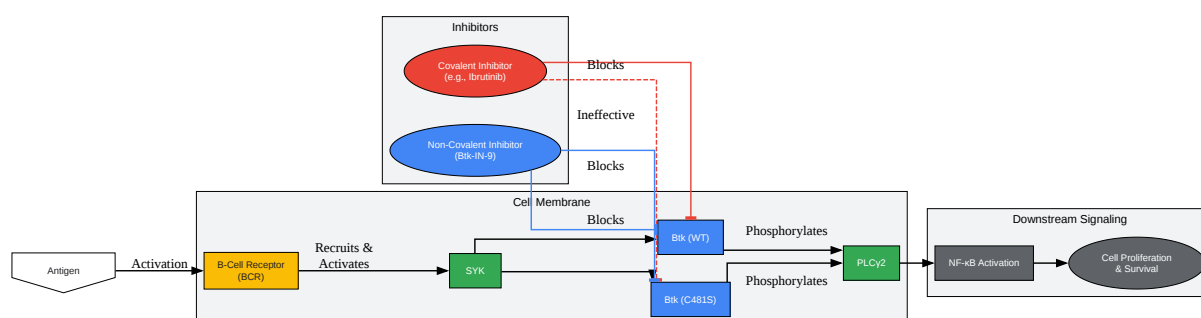 Inhibitors
Covalent Inhibitor
(e.g., Ibrutinib)
Blocks
Ineffective
Non-Covalent Inhibitor
(Btk-IN-9)
Blocks
Cell Membrane
Blocks
Downstream Signaling
Antigen
Activation
B-Cell Receptor
(BCR)
Recruits &
Activates
SYK
Btk (WT)
Phosphorylates
Btk (C481S)
Phosphorylates
PLCγ2
NF-κB Activation
Cell Proliferation
& Survival